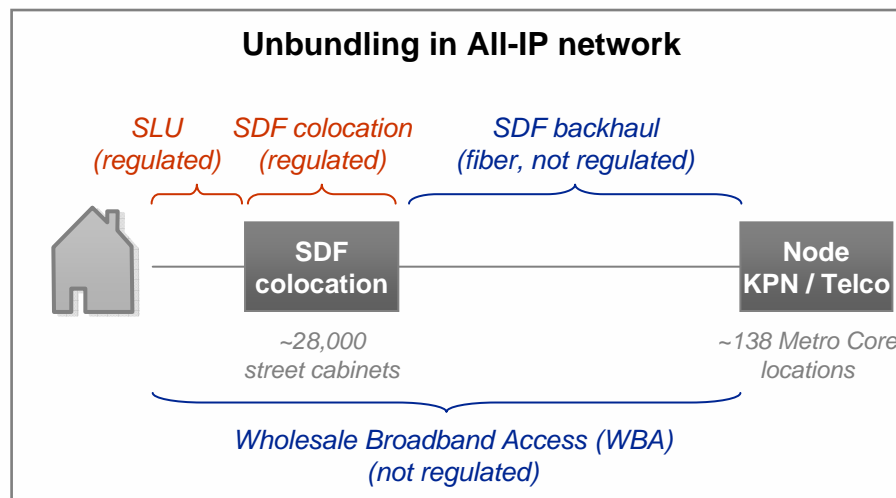 Unbundling in All-IP network
SLU
(regulated)
SDF colocation
(regulated)
SDF backhaul
(fiber, not regulated)
SDF
colocation
Node
KPN / Telco
~28,000
street cabinets
~138 Metro Core
locations
Wholesale Broadband Access (WBA)
(not regulated)